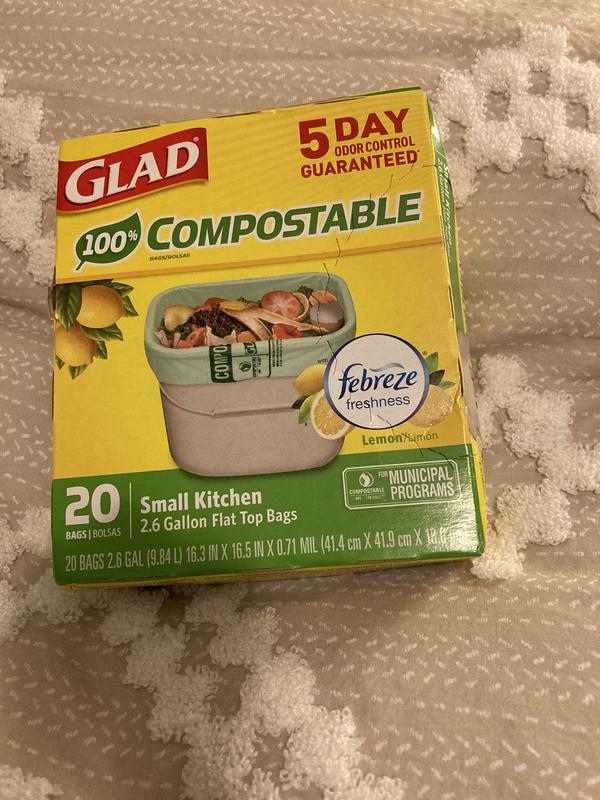 GLAD
5 DAY
ODOR CONTROL
GUARANTEED*
100% COMPOSTABLE
BAGS/BOLSAS
COMPO
with
febreze
freshness
Lemon/Limón
20
BAGS | BOLSAS
Small Kitchen
2.6 Gallon Flat Top Bags
COMPOSTABLE
FOR MUNICIPAL
PROGRAMS
20 BAGS 2.6 GAL (9.84 L) 16.3 IN X 16.5 IN X 0.71 MIL (41.4 cm X 41.9 cm X